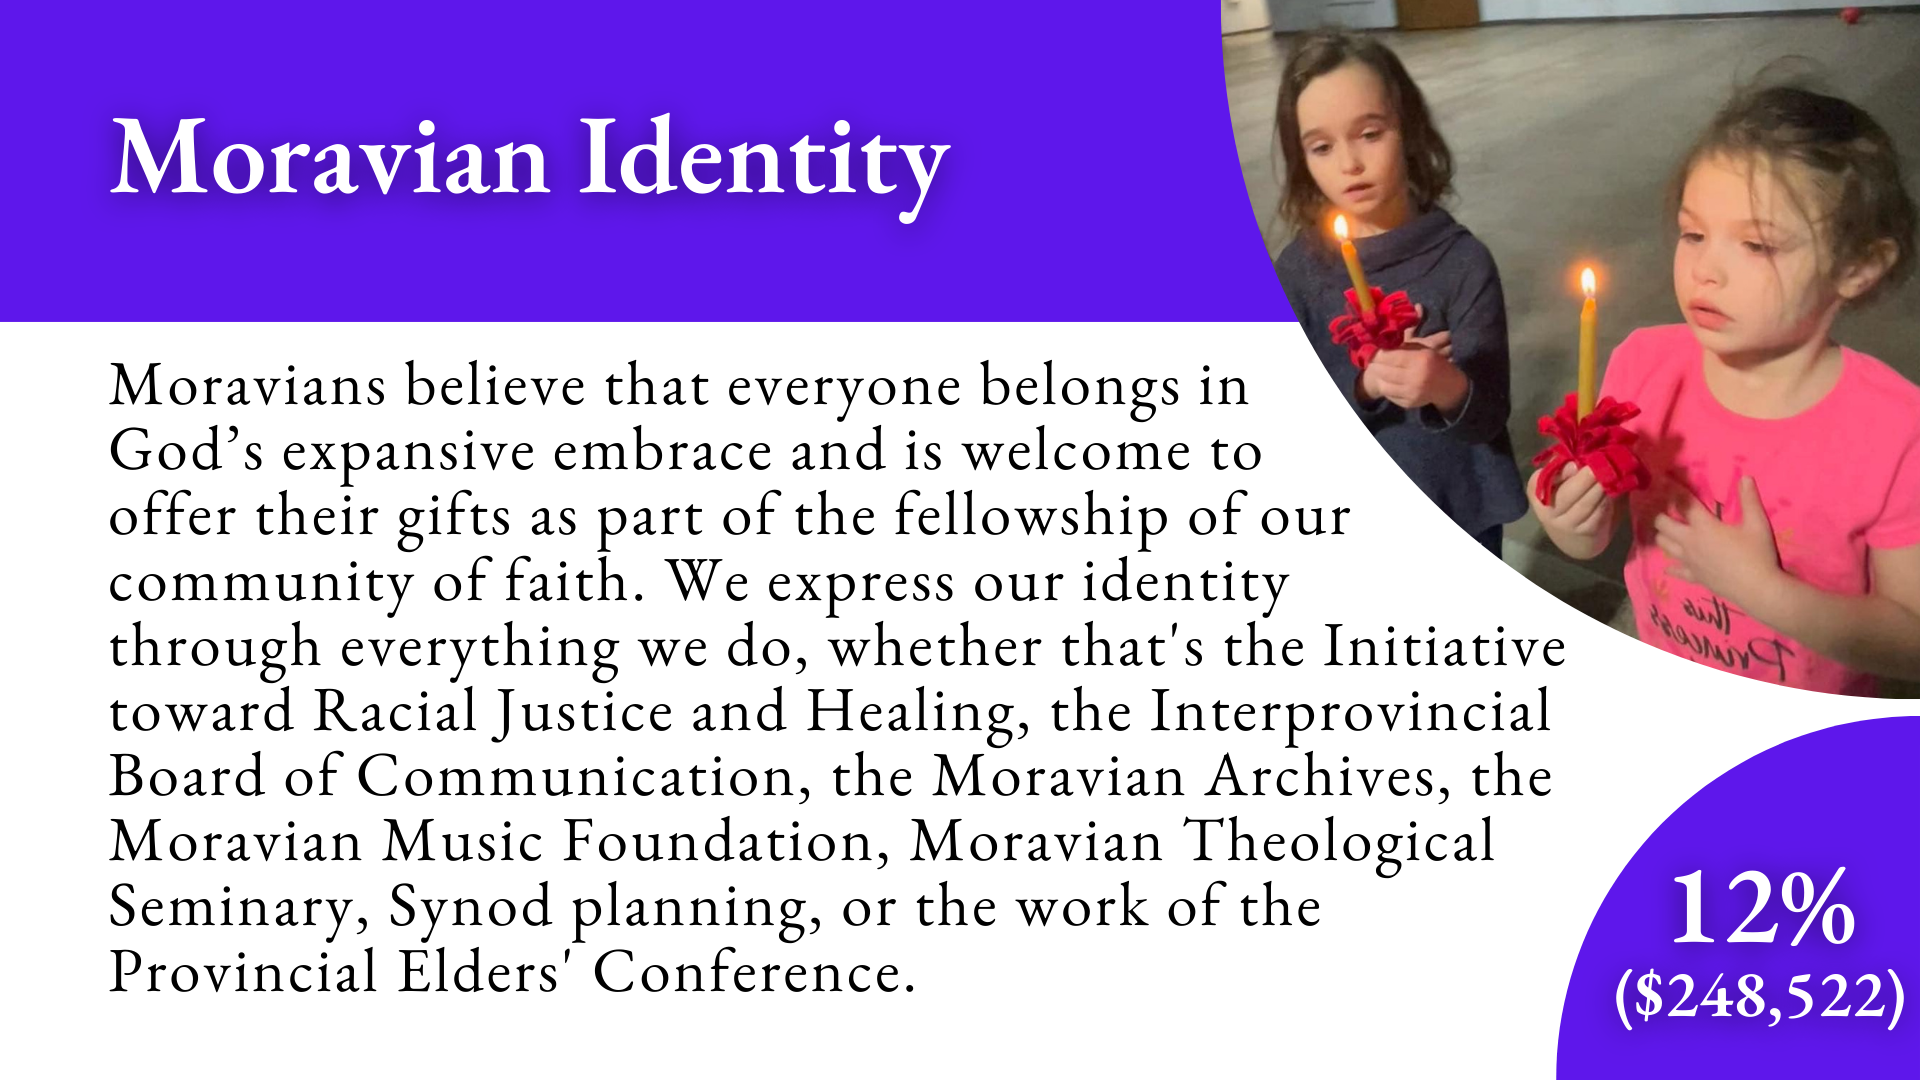 Moravian Identity
Moravians believe that everyone belongs in
God’s expansive embrace and is welcome to
offer their gifts as part of the fellowship of our
community of faith. We express our identity
through everything we do, whether that's the Initiative
toward Racial Justice and Healing, the Interprovincial
Board of Communication, the Moravian Archives, the
Moravian Music Foundation, Moravian Theological
Seminary, Synod planning, or the work of the
Provincial Elders' Conference.
this
Princess
12%
($248,522)